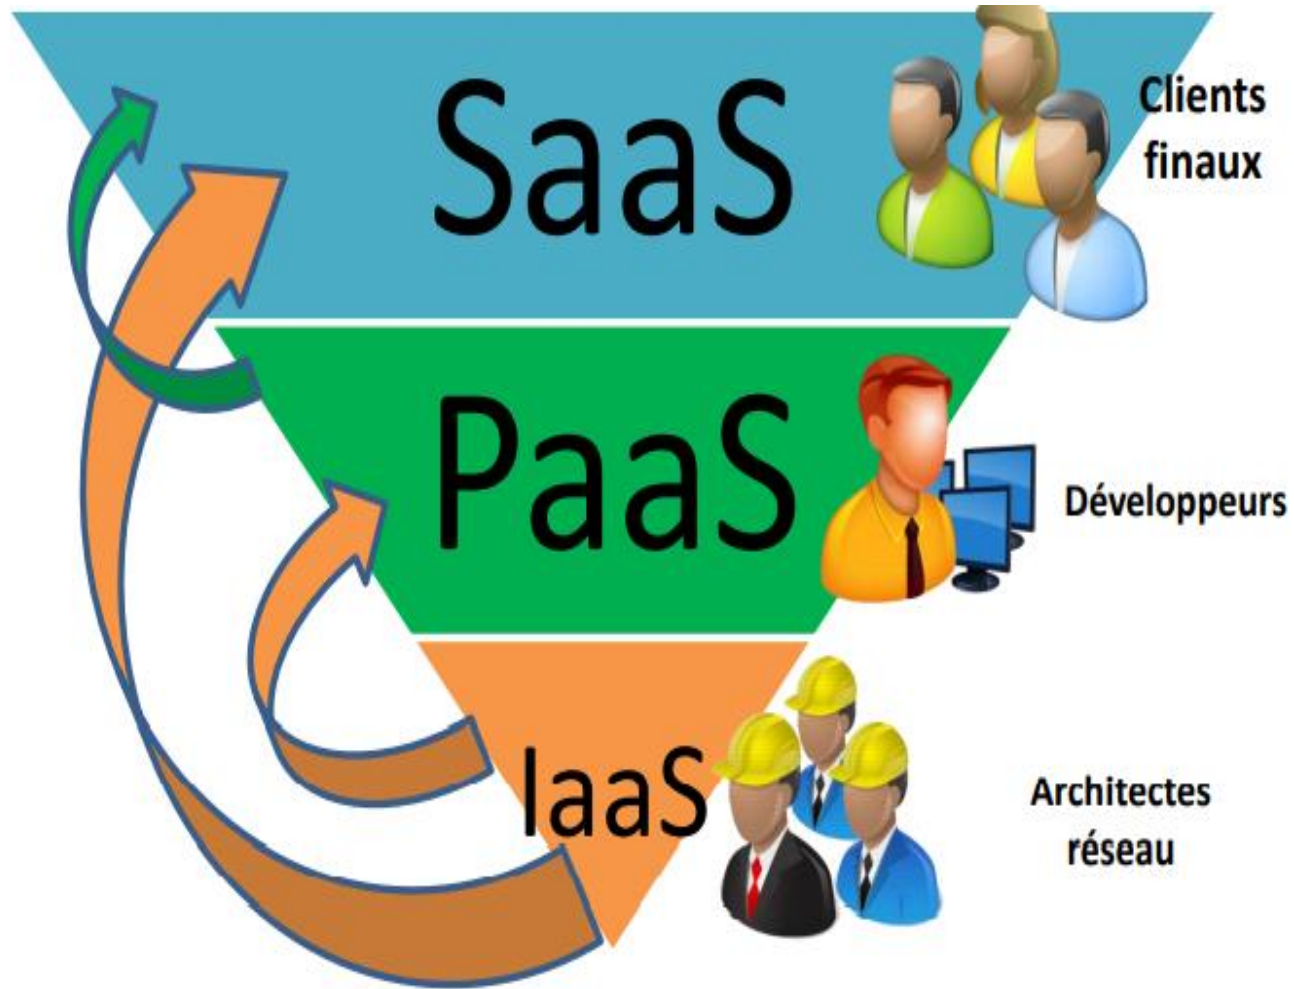 SaaS
Clients
finaux
PaaS
Développeurs
IaaS
Architectes
réseau